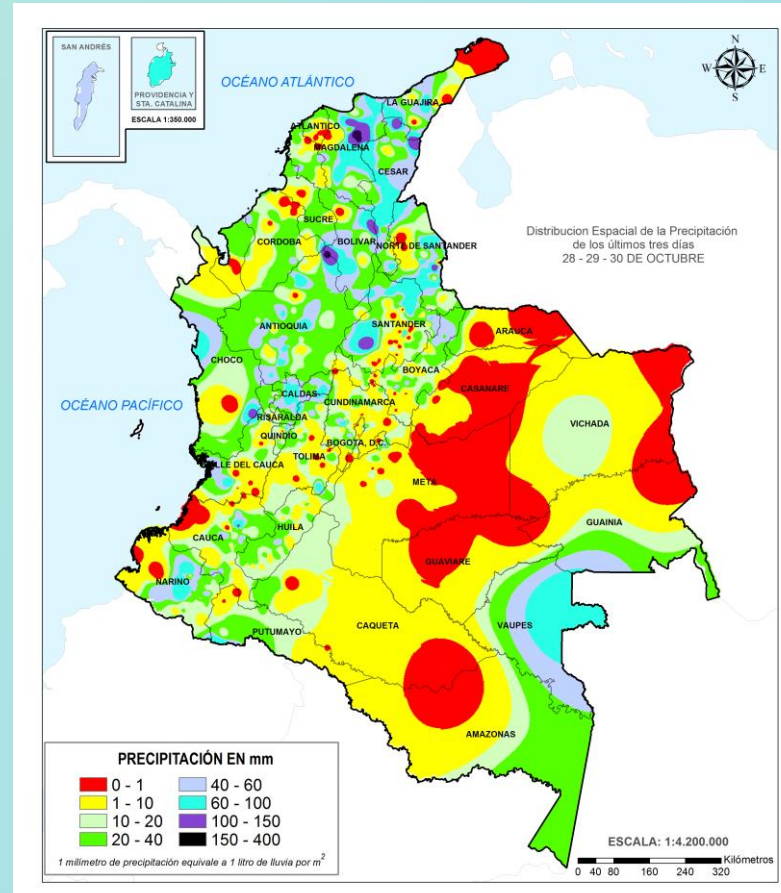 SAN ANDRÉS
PROVIDENCIA Y
STA. CATALINA
ESCALA 1:350.000
OCÉANO ATLÁNTICO
N
W E
S
LA GUAJIRA
ATLANTICO
MAGDALENA
CESAR
SUCRE
CORDOBA
BOLIVAR
NORTE DE SANTANDER
Distribucion Espacial de la Precipitación
de los últimos tres días
28 - 29 - 30 DE OCTUBRE
ANTIOQUIA
SANTANDER
ARAUCA
CHOCO
BOYACA
CASANARE
OCÉANO PACÍFICO
CALDAS
CUNDINAMARCA
RISARALDA
VICHADA
QUINDIO
BOGOTA, D.C.
TOLIMA
VALLE DEL CAUCA
META
GUAINIA
HUILA
CAUCA
GUAVIARE
NARIÑO
CAQUETA
VAUPES
PUTUMAYO
AMAZONAS
PRECIPITACIÓN EN mm
0 - 1 40 - 60
1 - 10 60 - 100
10 - 20 100 - 150
20 - 40 150 - 400
1 milímetro de precipitación equivale a 1 litro de lluvia por m²
ESCALA: 1:4.200.000
Kilómetros
0 40 80 160 240 320